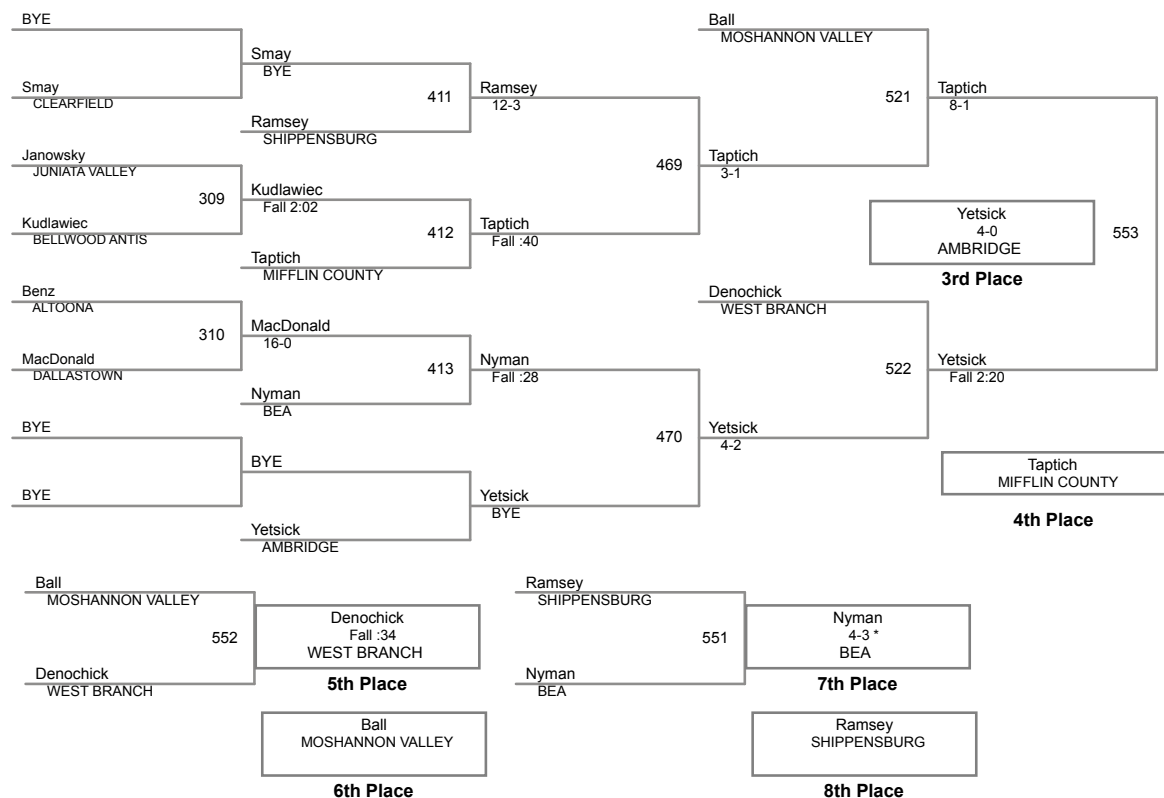 BYE
Smay
CLEARFIELD
Janowsky
JUNIATA VALLEY
Kudlawiec
BELLWOOD ANTIS
Benz
ALTOONA
MacDonald
DALLASTOWN
BYE
BYE
309
310
Smay
BYE
Ramsey
SHIPPENSBURG
Kudlawiec
Fall 2:02
Taptich
MIFFLIN COUNTY
MacDonald
16-0
Nyman
BEA
BYE
Yetsick
AMBRIDGE
411
412
413
Ramsey
12-3
Taptich
Fall :40
Nyman
Fall :28
Yetsick
BYE
469
470
Ball
MOSHANNON VALLEY
Taptich
3-1
Denochick
WEST BRANCH
Yetsick
4-2
521
522
Taptich
8-1
Yetsick
Fall 2:20
553
Yetsick
4-0
AMBRIDGE
3rd Place
Taptich
MIFFLIN COUNTY
4th Place
Ball
MOSHANNON VALLEY
Denochick
WEST BRANCH
552
Denochick
Fall :34
WEST BRANCH
5th Place
Ball
MOSHANNON VALLEY
6th Place
Ramsey
SHIPPENSBURG
Nyman
BEA
551
Nyman
4-3 *
BEA
7th Place
Ramsey
SHIPPENSBURG
8th Place